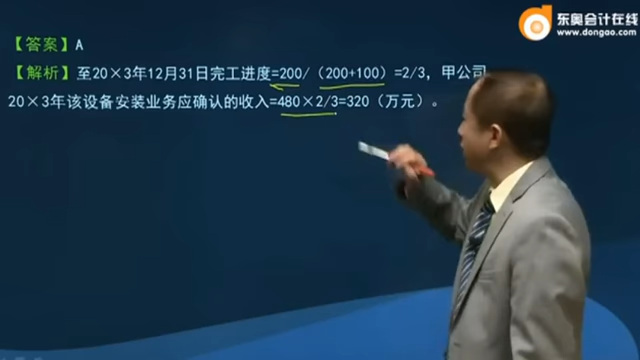 东奥会计在线
www.dongao.com
【答案】A
【解析】至20×3年12月31日完工进度=200/（200+100）=2/3，甲公司
20×3年该设备安装业务应确认的收入=480×2/3=320（万元）。